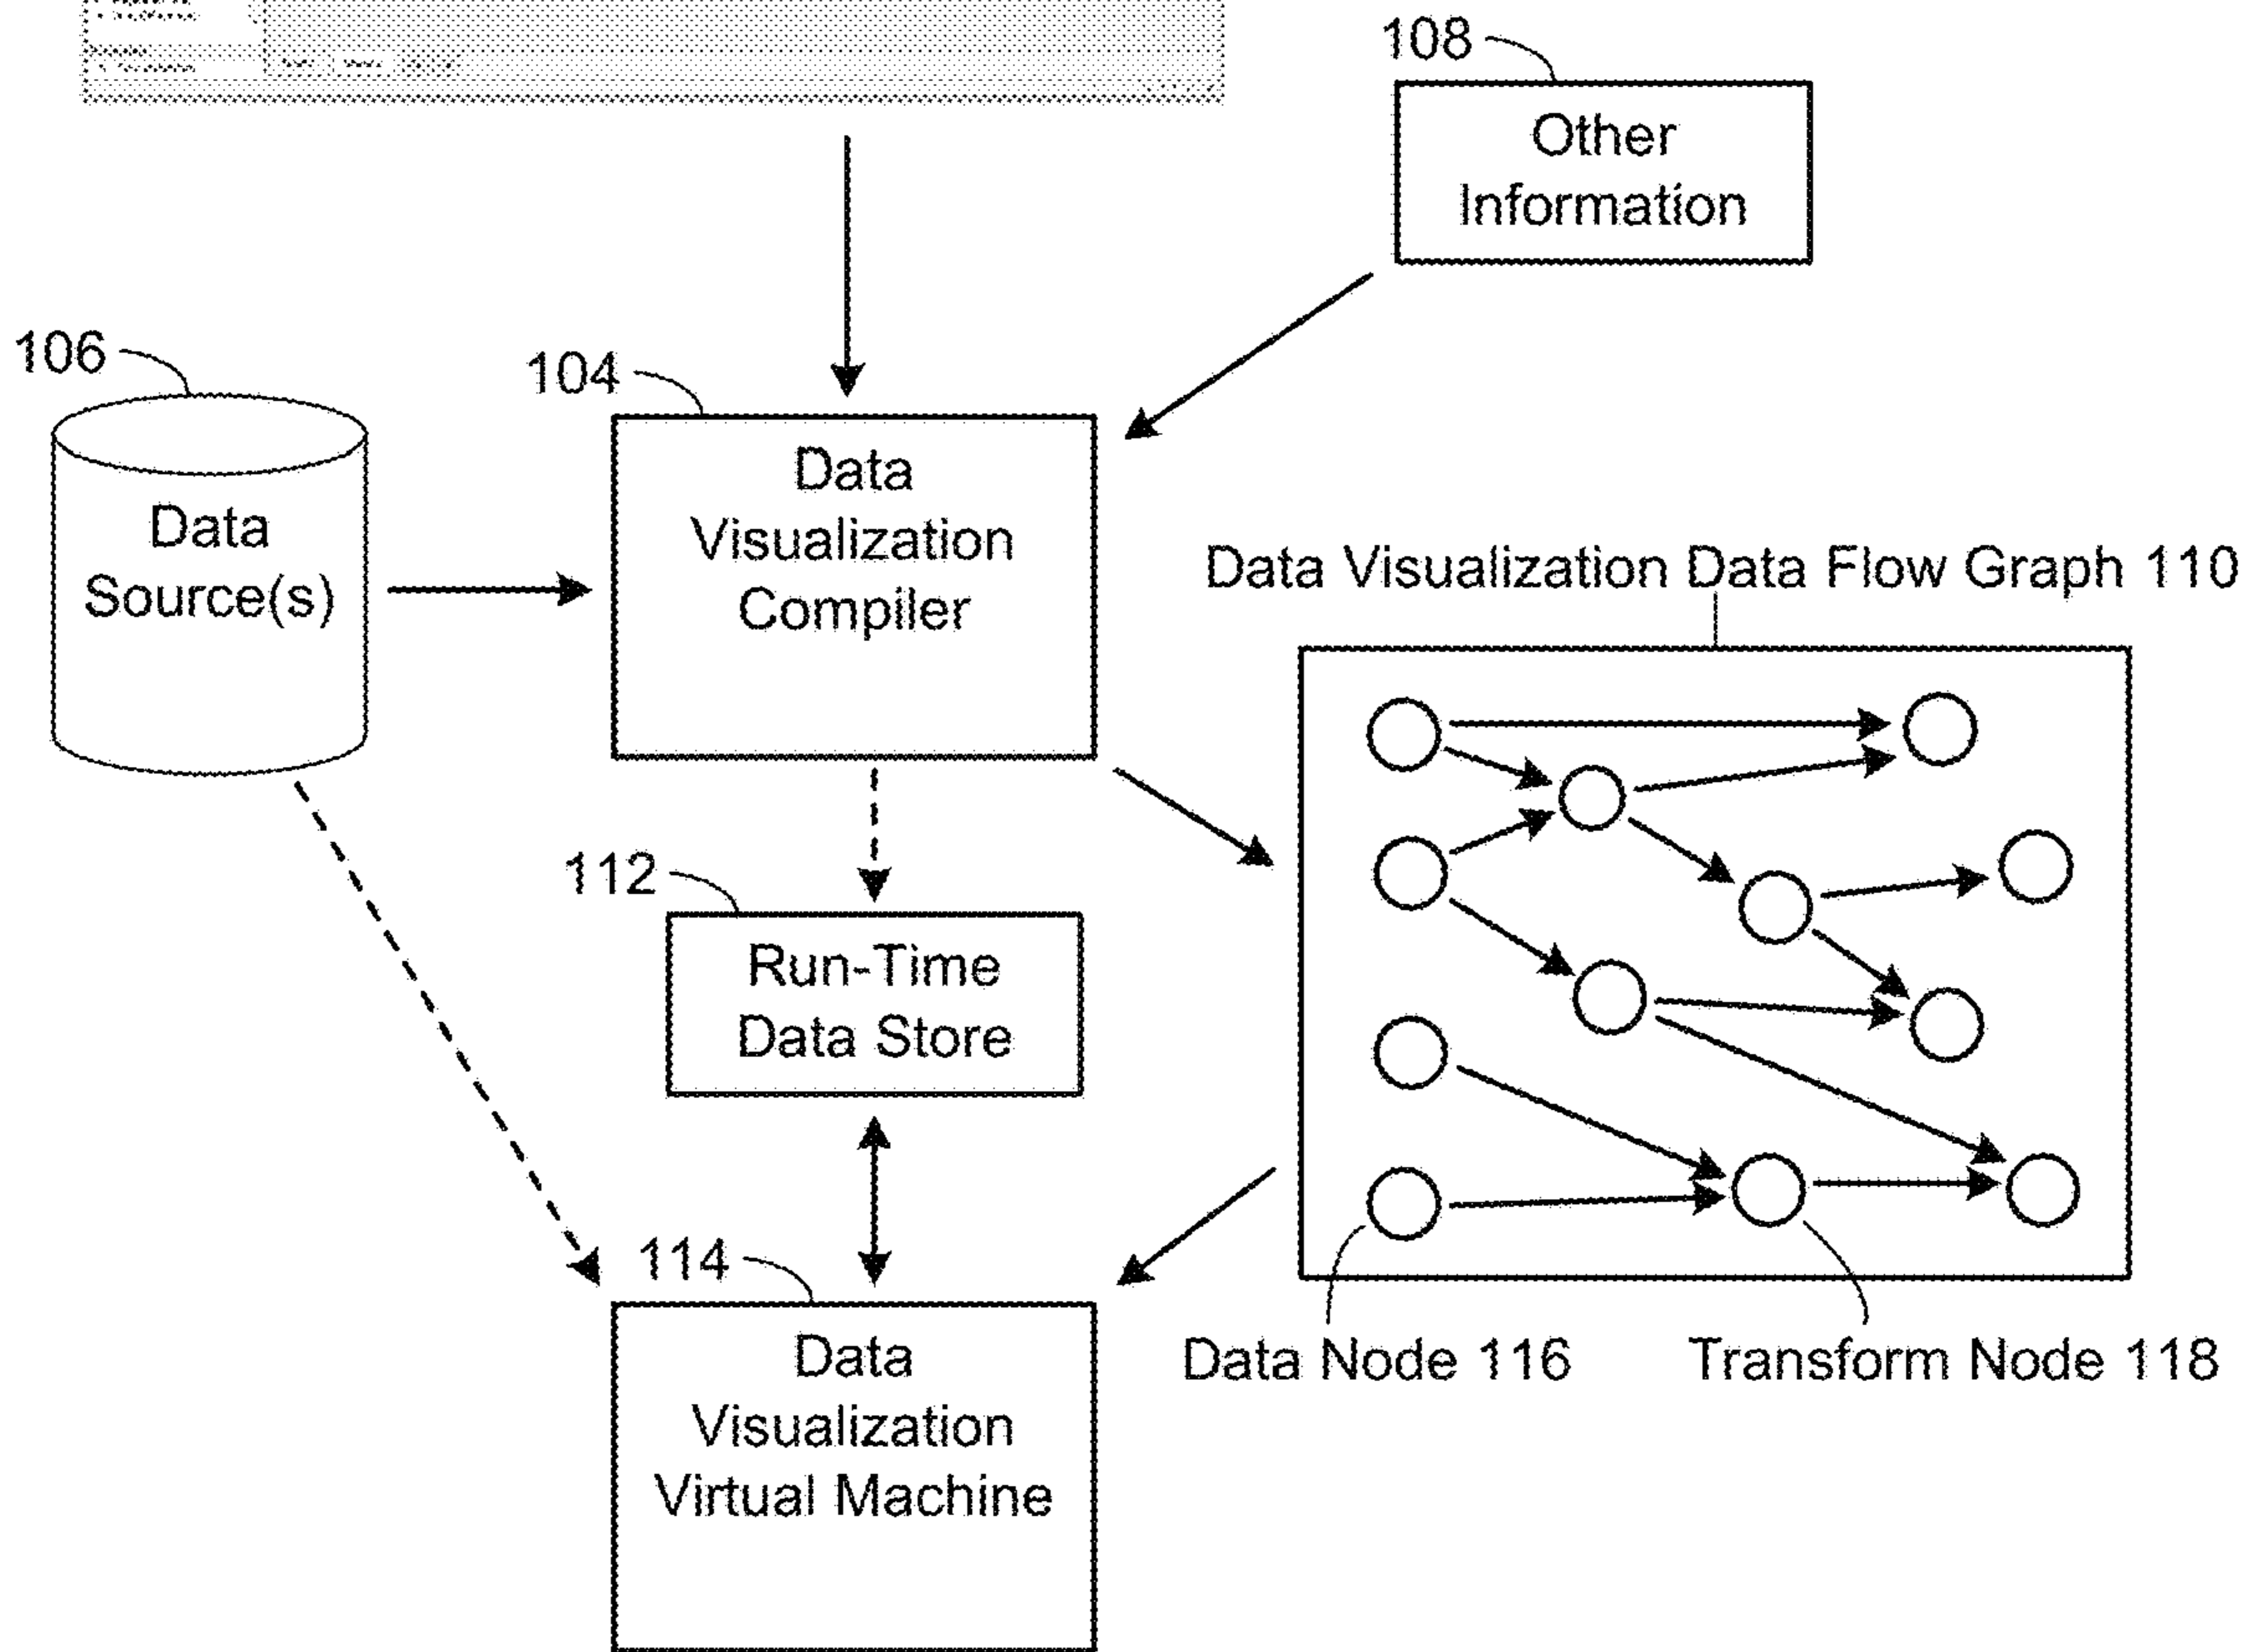 108
Other
Information
106
104
Data
Source(s)
Data
Visualization
Compiler
Data Visualization Data Flow Graph 110
112
Run-Time
Data Store
114
Data
Visualization
Virtual Machine
Data Node 116
Transform Node 118